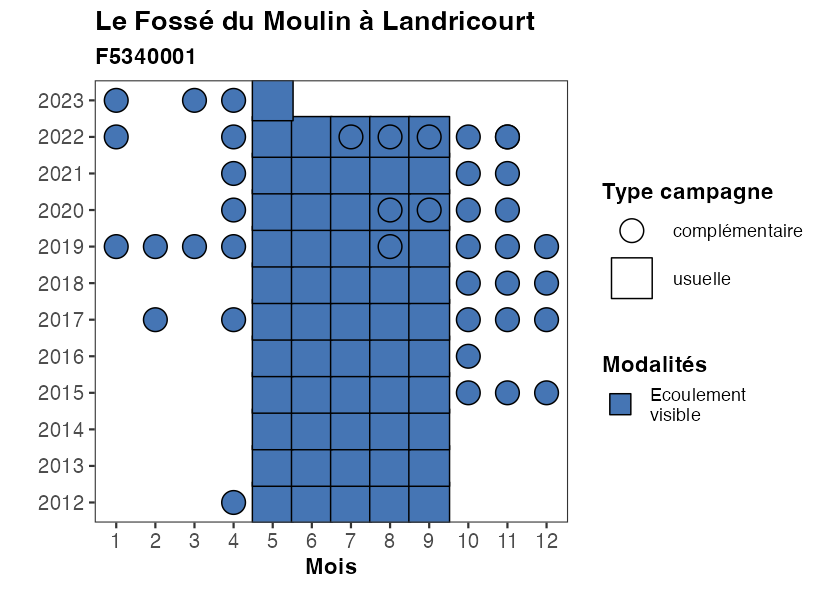 Le Fossé du Moulin à Landricourt
F5340001
2023
2022
2021
2020
2019
2018
2017
2016
2015
2014
2013
2012
1 2 3 4 5 6 7 8 9 10 11 12
Mois
Type campagne
complémentaire
usuelle
Modalités
Ecoulement
visible